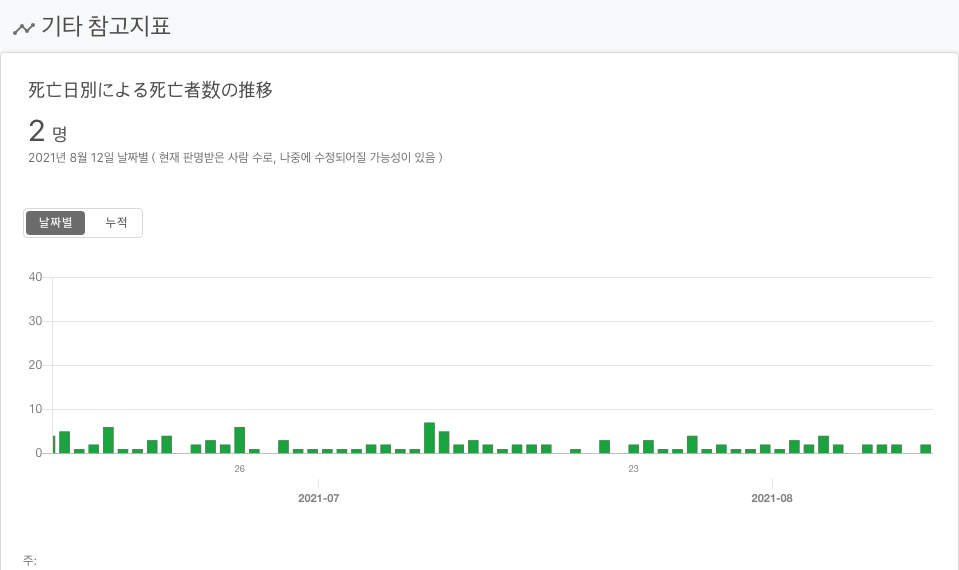 기타 참고지표
死亡日別による死亡者数の推移
2 명
2021년 8월 12일 날짜별 ( 현재 판명받은 사람 수로, 나중에 수정되어질 가능성이 있음 )
날짜별 누적
40
30
20
10
0
26 23
2021-07 2021-08
주: